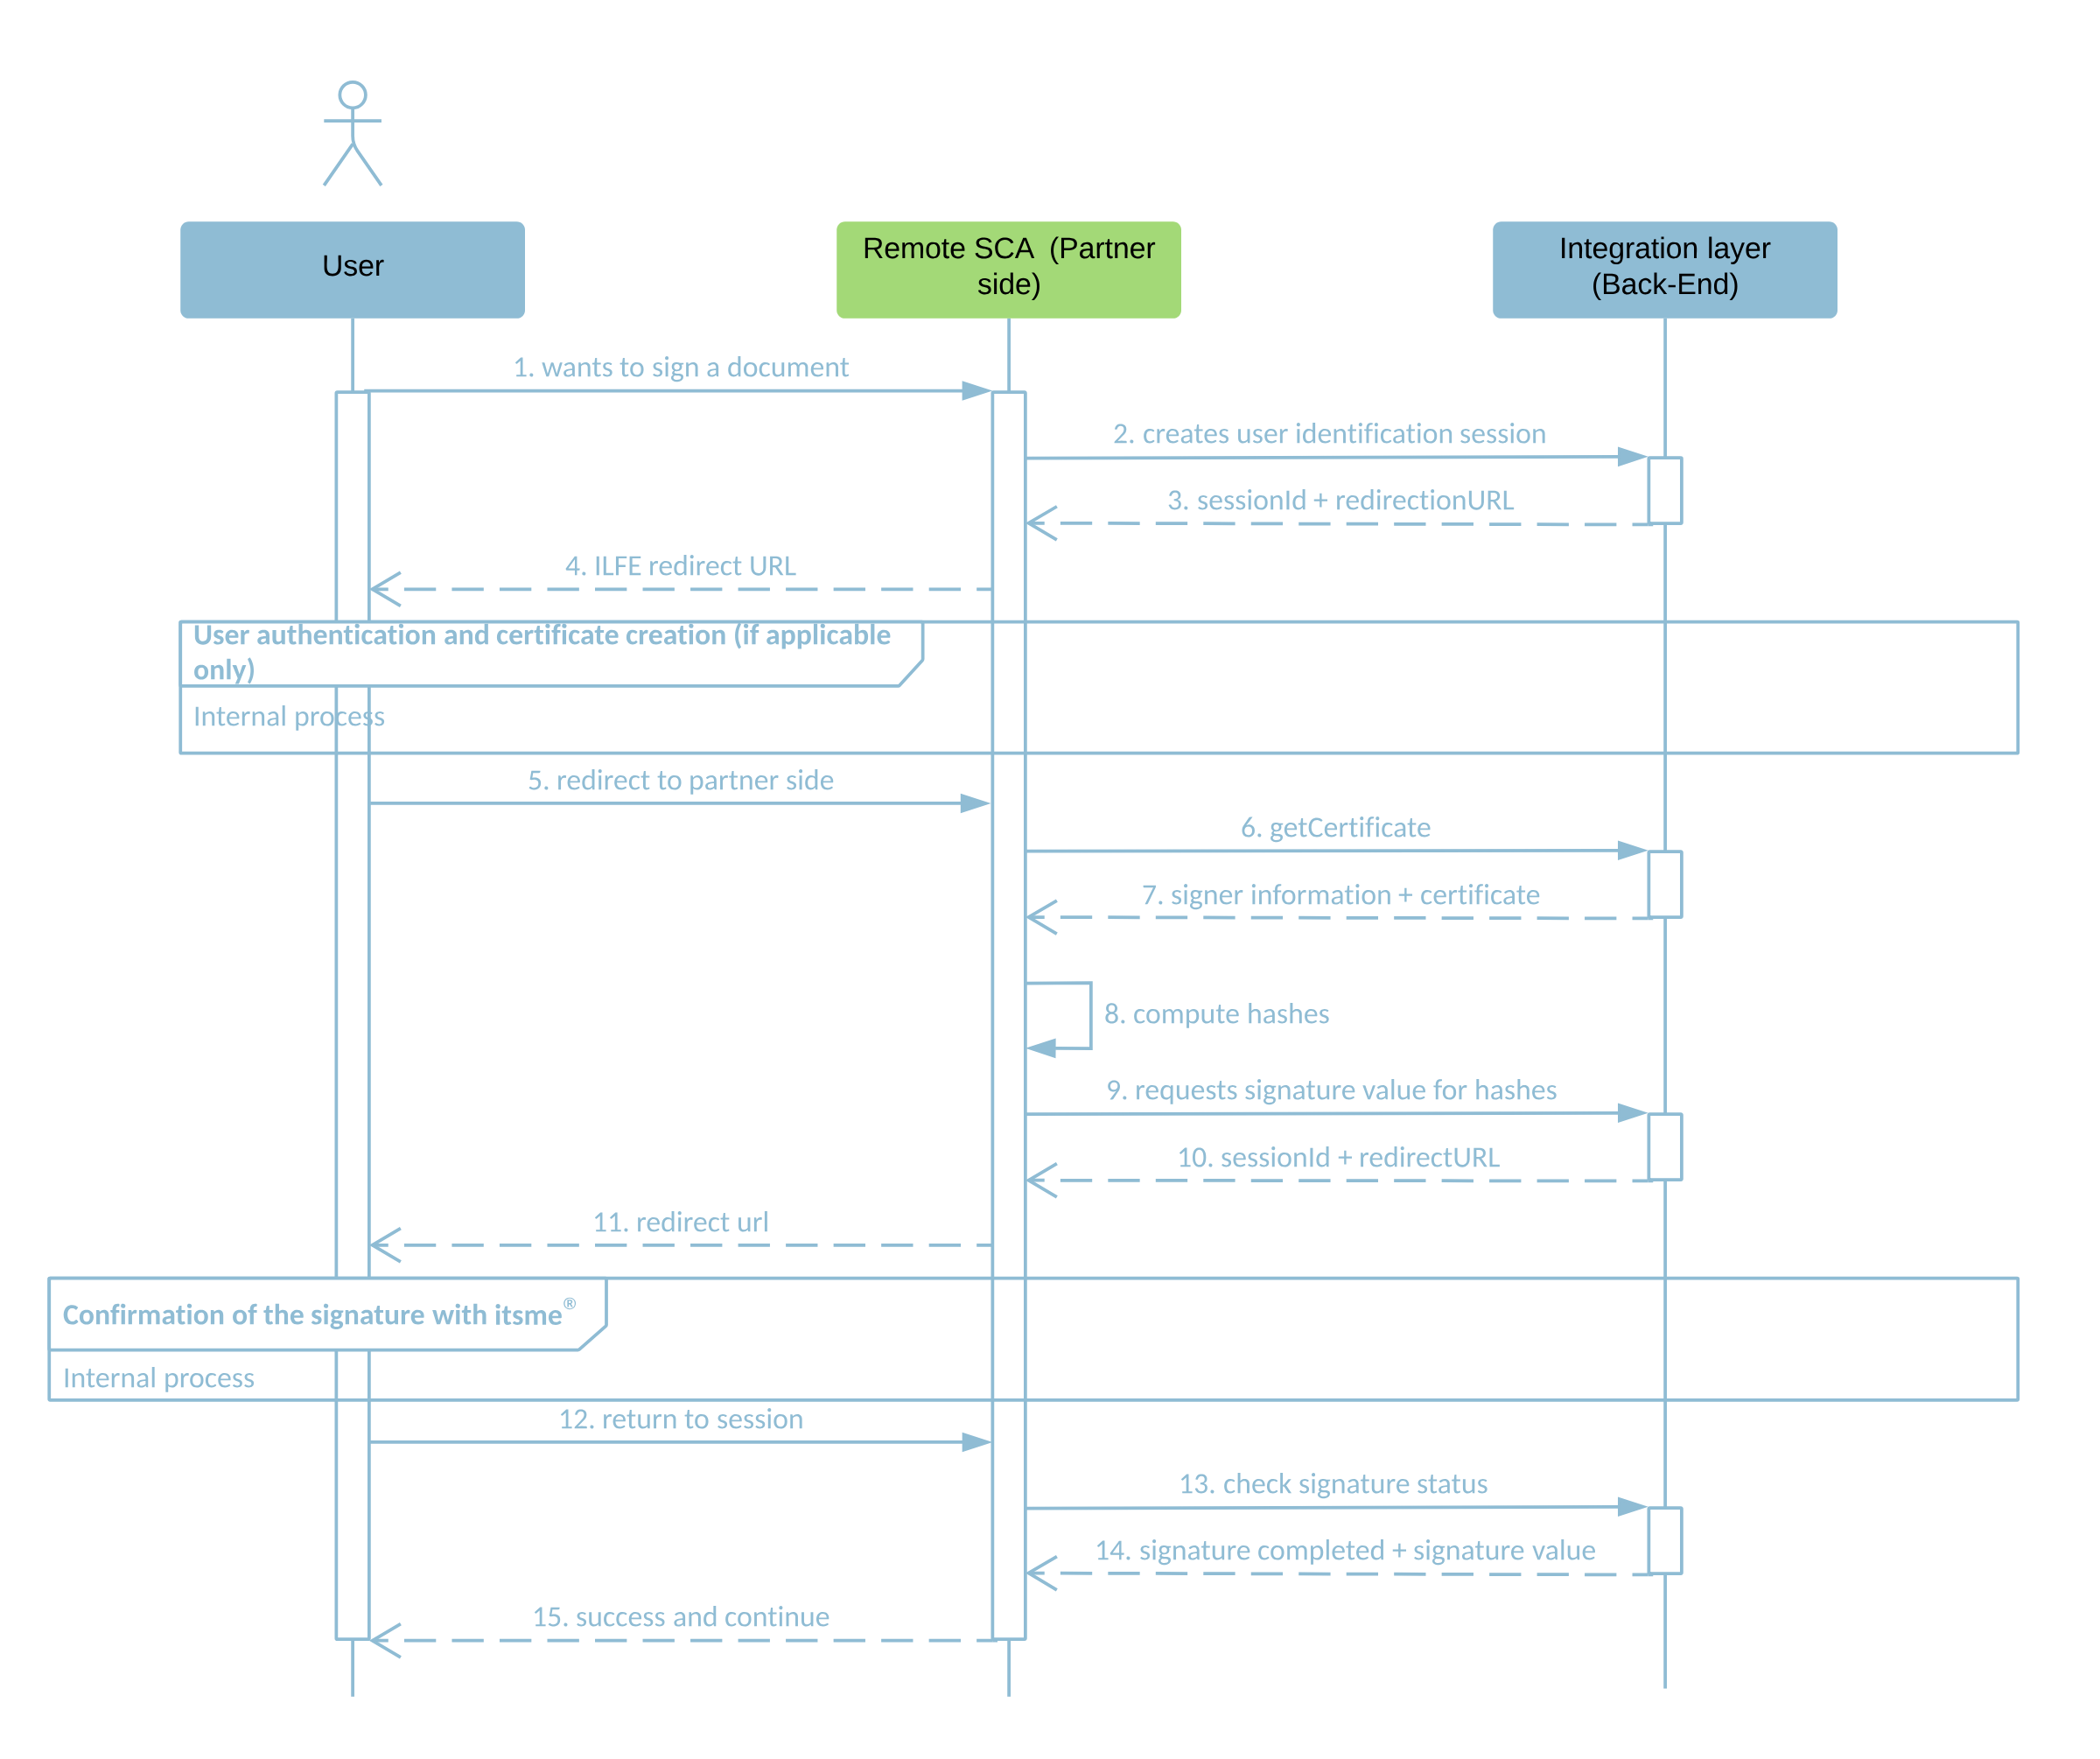 User
Remote SCA (Partner
side)
Integration layer
(Back-End)
1. wants to sign a document
2. creates user identification session
3. sessionId + redirectionURL
4. ILFE redirect URL
User authentication and certificate creation (if applicable
only)
Internal process
5. redirect to partner side
6. getCertificate
7. signer information + certificate
8. compute hashes
9. requests signature value for hashes
10. sessionId + redirectURL
11. redirect url
Confirmation of the signature with itsme®
Internal process
12. return to session
13. check signature status
14. signature completed + signature value
15. success and continue